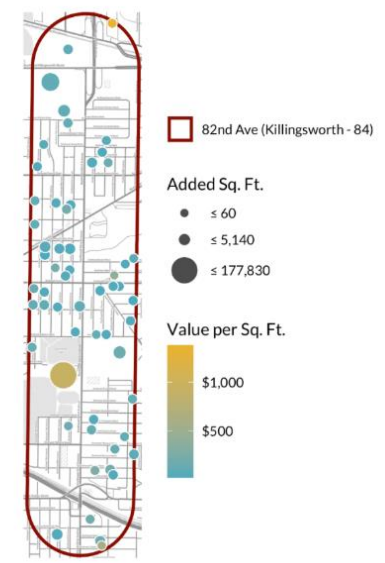 82nd Ave (Killingsworth - 84)
Added Sq. Ft.
≤ 60
≤ 5,140
≤ 177,830
Value per Sq. Ft.
$1,000
$500